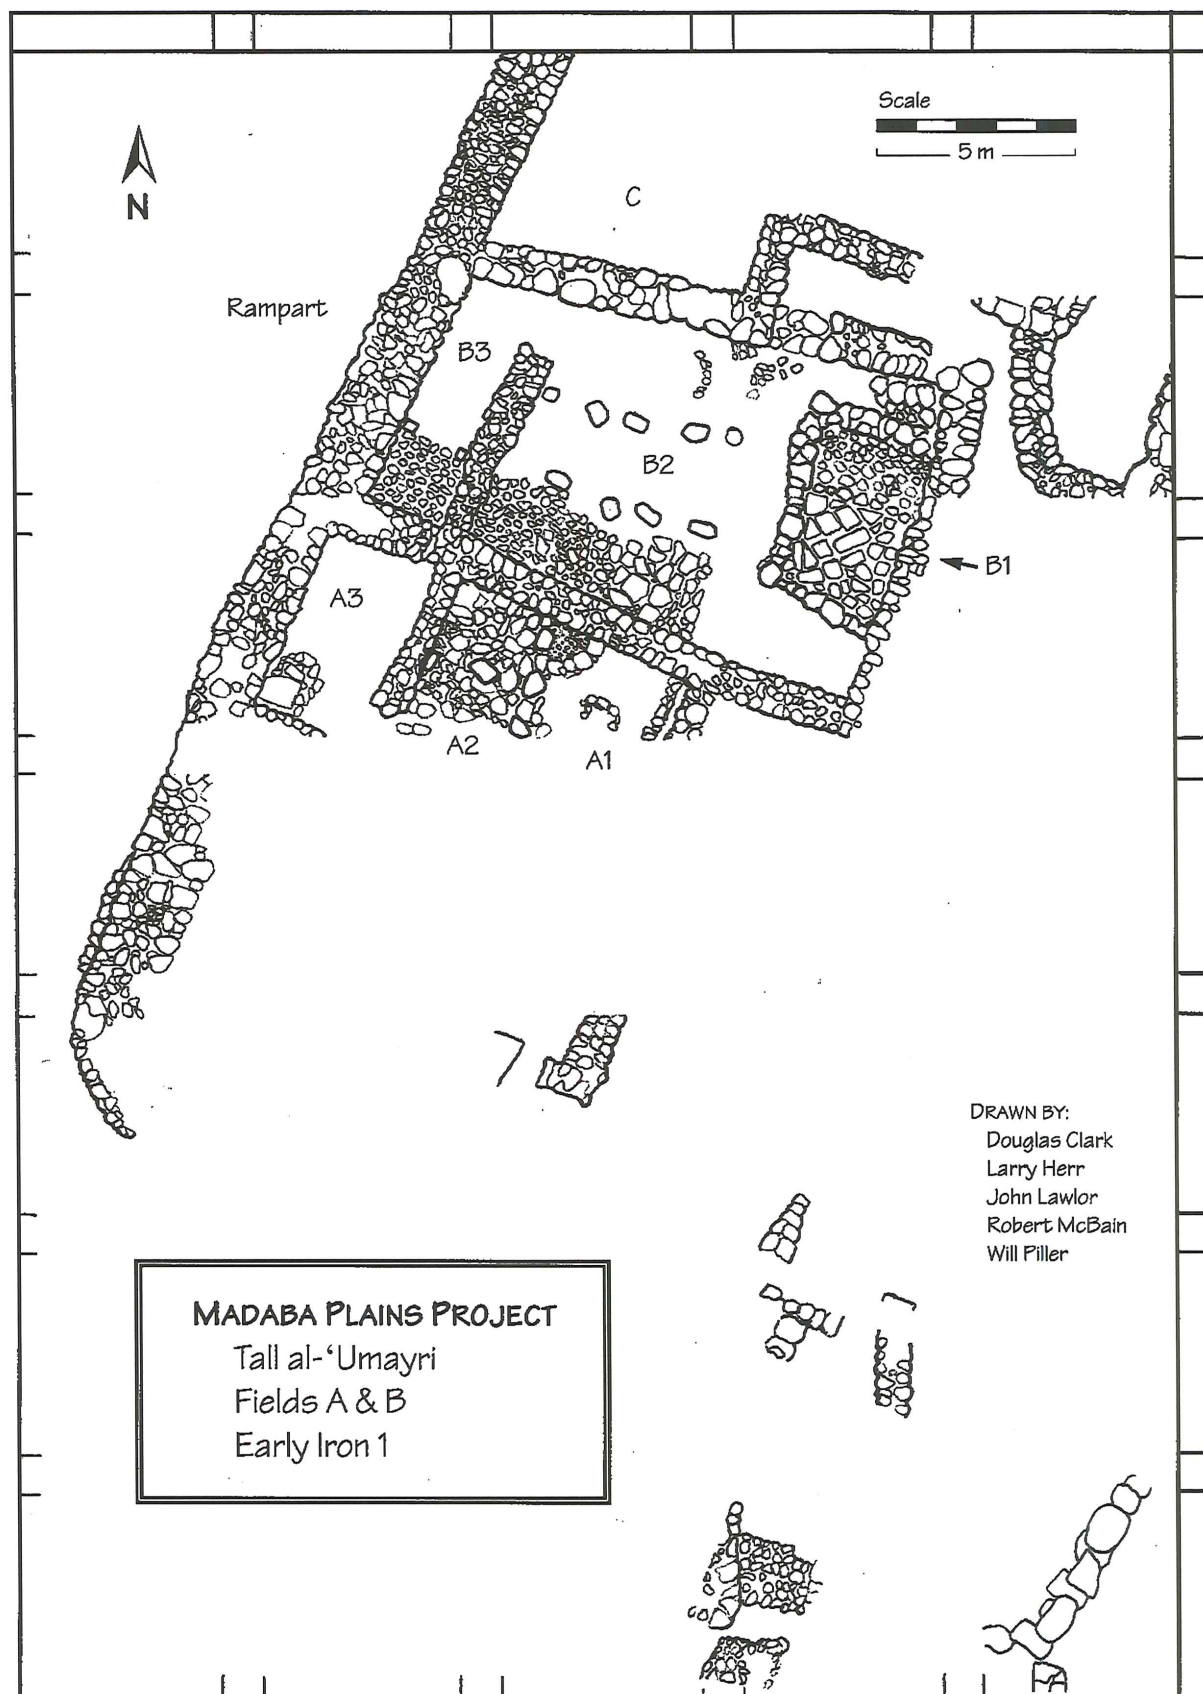 Scale
5 m
N
C
Rampart
B3
B2
B1
A3
A2
A1
DRAWN BY:
Douglas Clark
Larry Herr
John Lawlor
Robert McBain
Will Piller
MADABA PLAINS PROJECT
Tall al-‘Umayri
Fields A & B
Early Iron 1